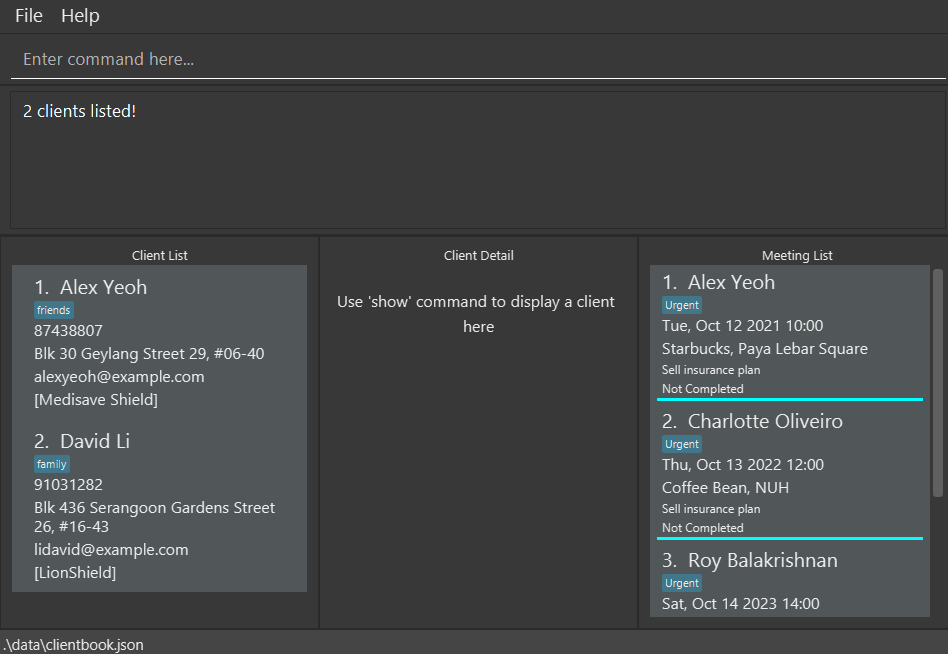 File Help
Enter command here...
2 clients listed!
Client List
1. Alex Yeoh
friends
87438807
Blk 30 Geylang Street 29, #06-40
alexyeoh@example.com
[Medisave Shield]
2. David Li
family
91031282
Blk 436 Serangoon Gardens Street
26, #16-43
lidavid@example.com
[LionShield]
Client Detail
Use 'show' command to display a client
here
Meeting List
1. Alex Yeoh
Urgent
Tue, Oct 12 2021 10:00
Starbucks, Paya Lebar Square
Sell insurance plan
Not Completed
2. Charlotte Oliveiro
Urgent
Thu, Oct 13 2022 12:00
Coffee Bean, NUH
Sell insurance plan
Not Completed
3. Roy Balakrishnan
Urgent
Sat, Oct 14 2023 14:00
.\data\clientbook.json